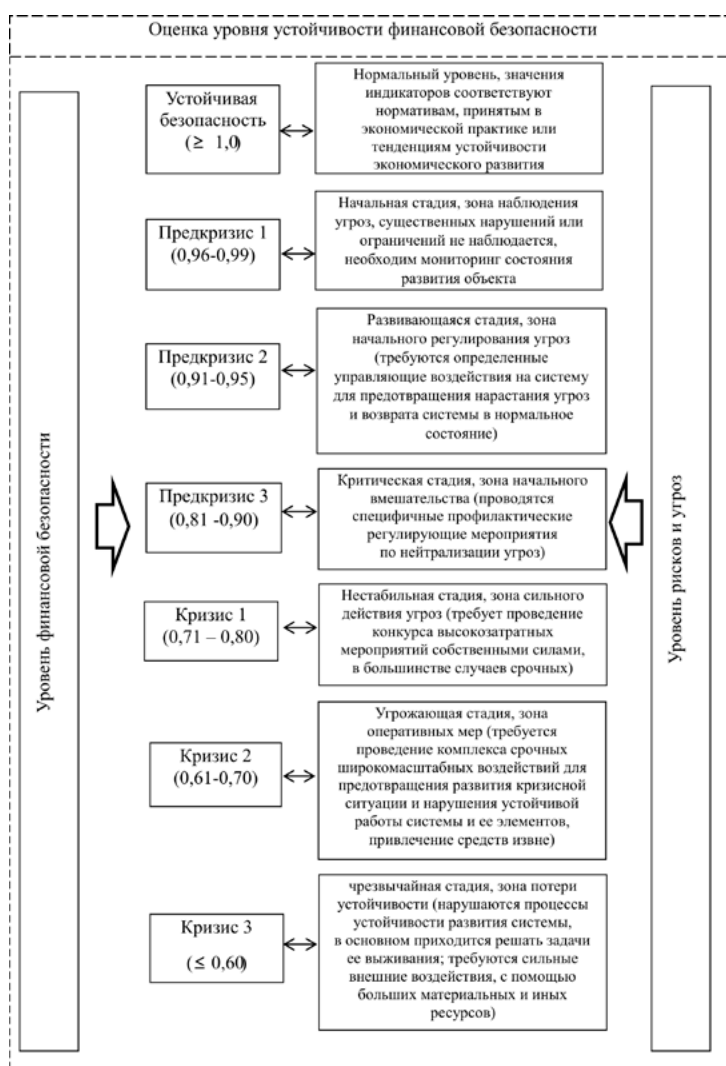 Оценка уровня устойчивости финансовой безопасности
Уровень финансовой безопасности
Устойчивая
безопасность
(≥ 1,0)
Нормальный уровень, значения
индикаторов соответствуют
нормативам, принятым в
экономической практике или
тенденциям устойчивости
экономического развития
Предкризис 1
(0,96-0,99)
Начальная стадия, зона наблюдения
угроз, существенных нарушений или
ограничений не наблюдается,
необходим мониторинг состояния
развития объекта
Предкризис 2
(0,91-0,95)
Развивающаяся стадия, зона
начального регулирования угроз
(требуются определенные
управляющие воздействия на систему
для предотвращения нарастания угроз
и возврата системы в нормальное
состояние)
Предкризис 3
(0,81 -0,90)
Критическая стадия, зона начального
вмешательства (проводятся
специфичные профилактические
регулирующие мероприятия
по нейтрализации угроз)
Кризис 1
(0,71 – 0,80)
Нестабильная стадия, зона сильного
действия угроз (требует проведение
конкурса высокозатратных
мероприятий собственными силами,
в большинстве случаев срочных)
Кризис 2
(0,61-0,70)
Угрожающая стадия, зона
оперативных мер (требуется
проведение комплекса срочных
широкомасштабных воздействий для
предотвращения развития кризисной
ситуации и нарушения устойчивой
работы системы и ее элементов,
привлечение средств извне)
Кризис 3
(≤ 0,60)
чрезвычайная стадия, зона потери
устойчивости (нарушаются процессы
устойчивости развития системы,
в основном приходится решать задачи
ее выживания; требуются сильные
внешние воздействия, с помощью
больших материальных и иных
ресурсов)
Уровень рисков и угроз